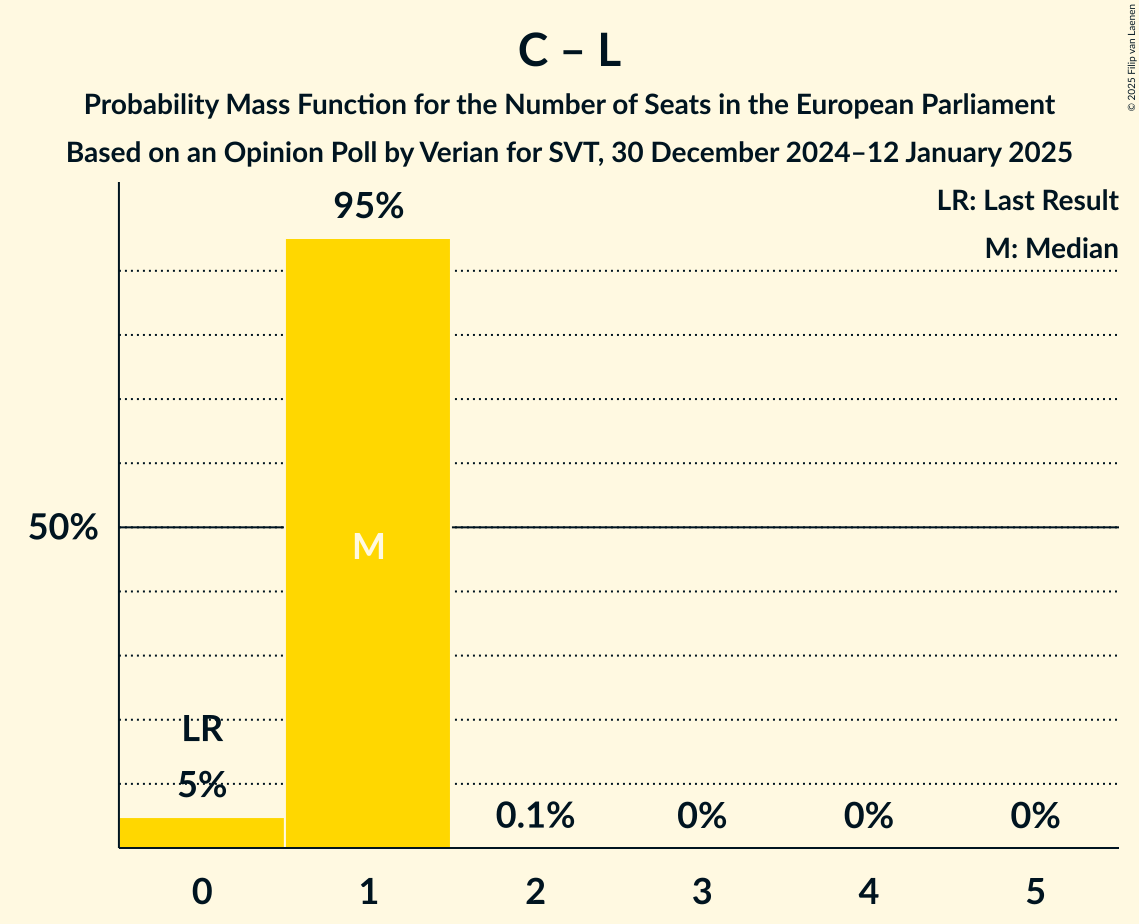 C – L
Probability Mass Function for the Number of Seats in the European Parliament
Based on an Opinion Poll by Verian for SVT, 30 December 2024–12 January 2025
© 2025 Filip van Laenen
LR: Last Result
M: Median
95%
50%
M
LR
5%
0.1%
0%
0%
0%
0
1
2
3
4
5